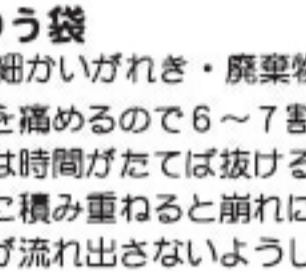 のう袋
細かいがれき・廃棄物
を痛めるので6〜7割
は時間がたてば抜ける
に積み重ねると崩れに
が流れ出さないようし